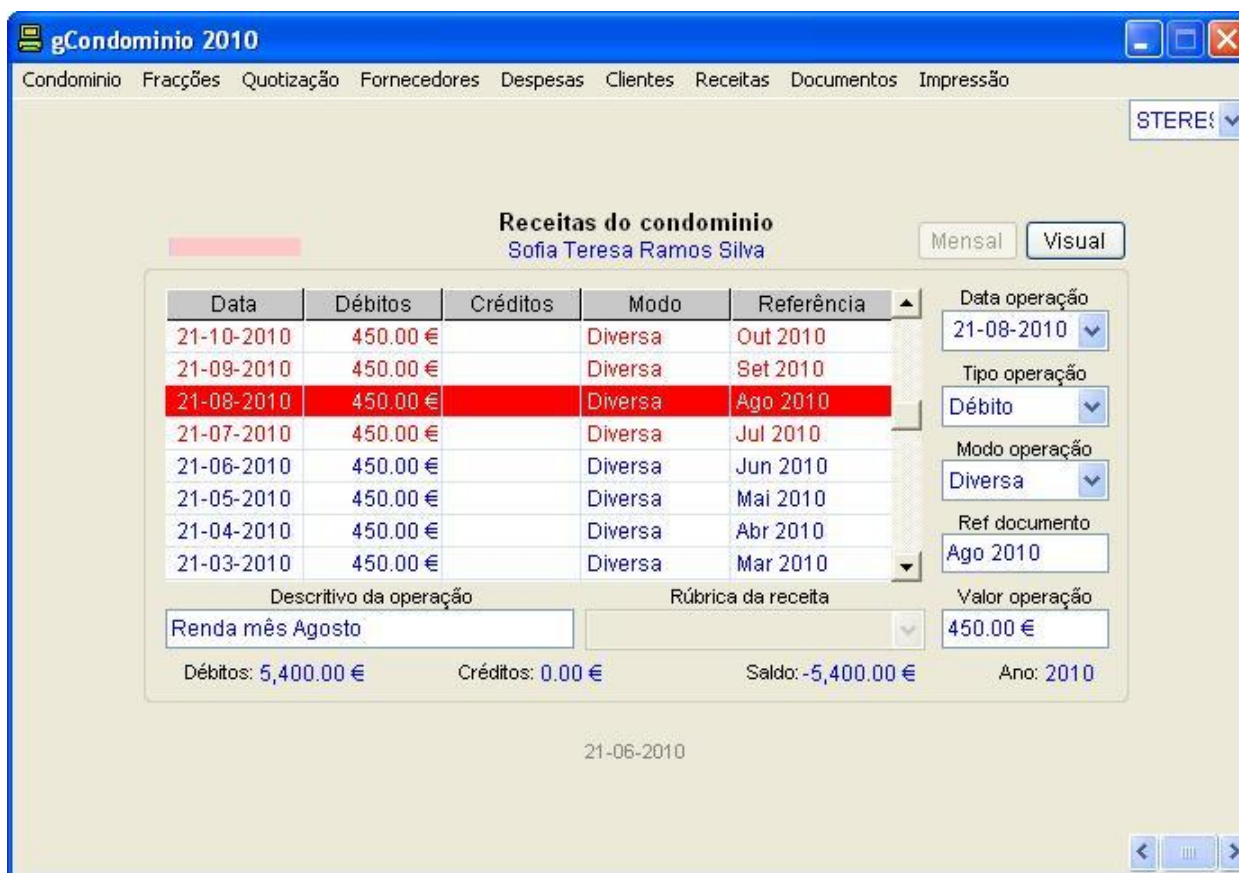 gCondominio 2010
Condominio Fracções Quotização Fornecedores Despesas Clientes Receitas Documentos Impressão
STERES
Receitas do condominio
Sofia Teresa Ramos Silva
Mensal Visual
Data Débitos Créditos Modo Referência
21-10-2010 450.00 € Diversa Out 2010
21-09-2010 450.00 € Diversa Set 2010
21-08-2010 450.00 € Diversa Ago 2010
21-07-2010 450.00 € Diversa Jul 2010
21-06-2010 450.00 € Diversa Jun 2010
21-05-2010 450.00 € Diversa Mai 2010
21-04-2010 450.00 € Diversa Abr 2010
21-03-2010 450.00 € Diversa Mar 2010
Data operação
21-08-2010
Tipo operação
Débito
Modo operação
Diversa
Ref documento
Ago 2010
Descritivo da operação Rúbrica da receita Valor operação
Renda mês Agosto 450.00 €
Débitos: 5,400.00 € Créditos: 0.00 € Saldo: -5,400.00 € Ano: 2010
21-06-2010